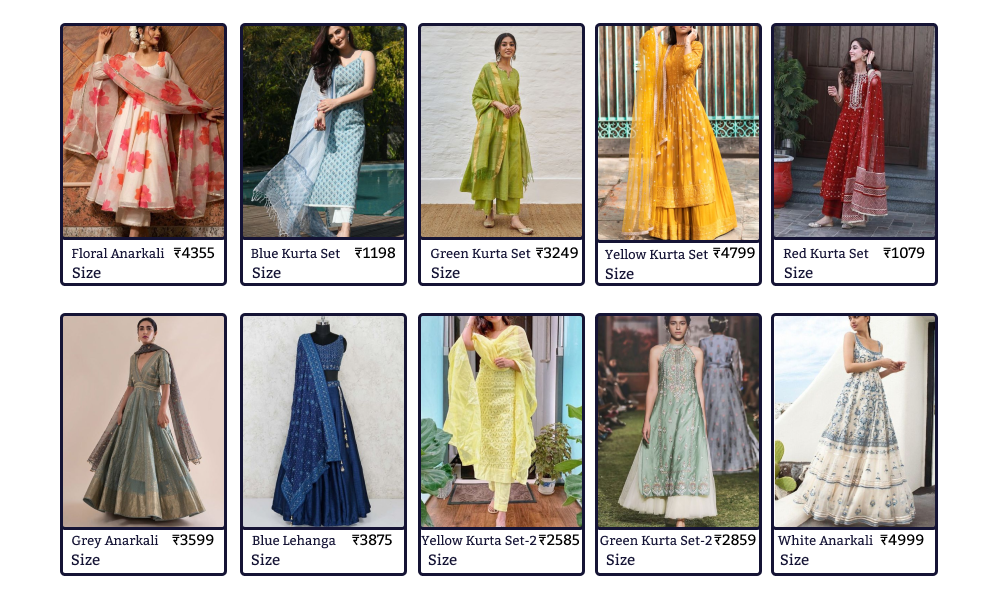 Floral Anarkali ₹4355
Size
Blue Kurta Set ₹1198
Size
Green Kurta Set ₹3249
Size
Yellow Kurta Set ₹4799
Size
Red Kurta Set ₹1079
Size
Grey Anarkali ₹3599
Size
Blue Lehanga ₹3875
Size
Yellow Kurta Set-2 ₹2585
Size
Green Kurta Set-2 ₹2859
Size
White Anarkali ₹4999
Size